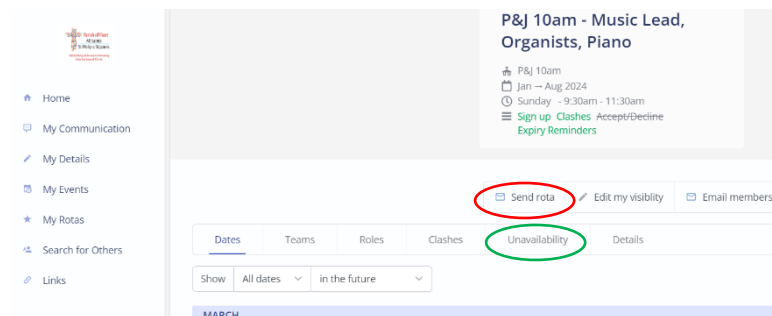 P&J 10am - Music Lead,
Organists, Piano
P&J 10am
Jan → Aug 2024
Sunday - 9:30am - 11:30am
Sign up Clashes Accept/Decline
Expiry Reminders
Home
My Communication
My Details
My Events
My Rotas
Search for Others
Links
Send rota
Edit my visiblity
Email members
Dates
Teams
Roles
Clashes
Unavailability
Details
Show
All dates
in the future
MARCH